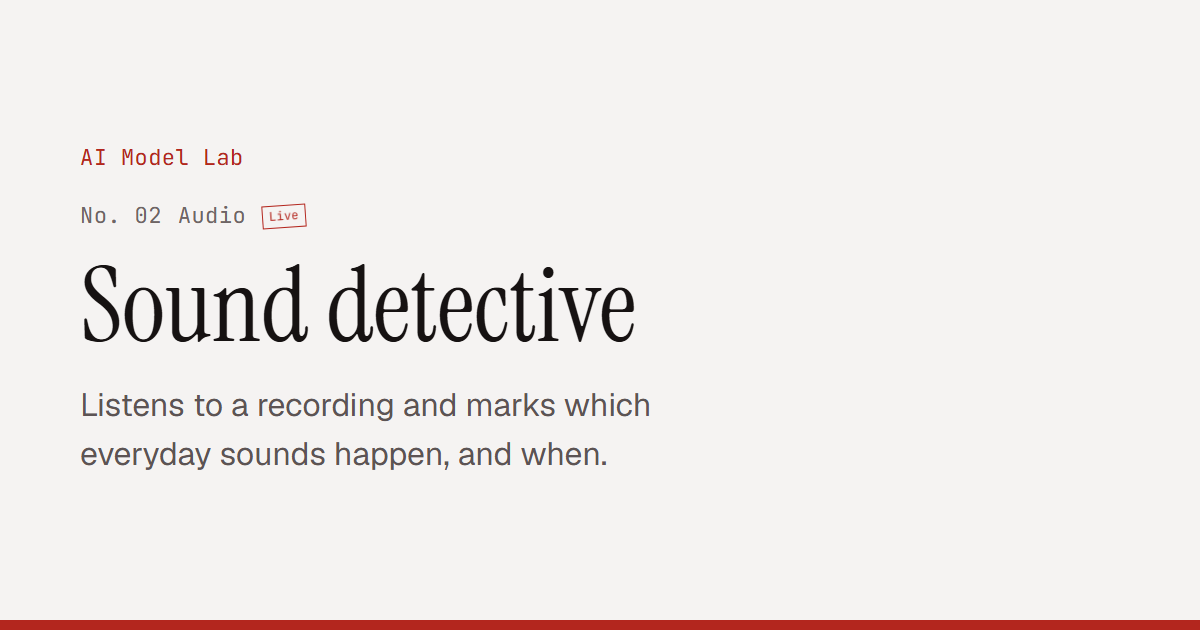 AI Model Lab
No. 02 Audio Live
Sound detective
Listens to a recording and marks which
everyday sounds happen, and when.